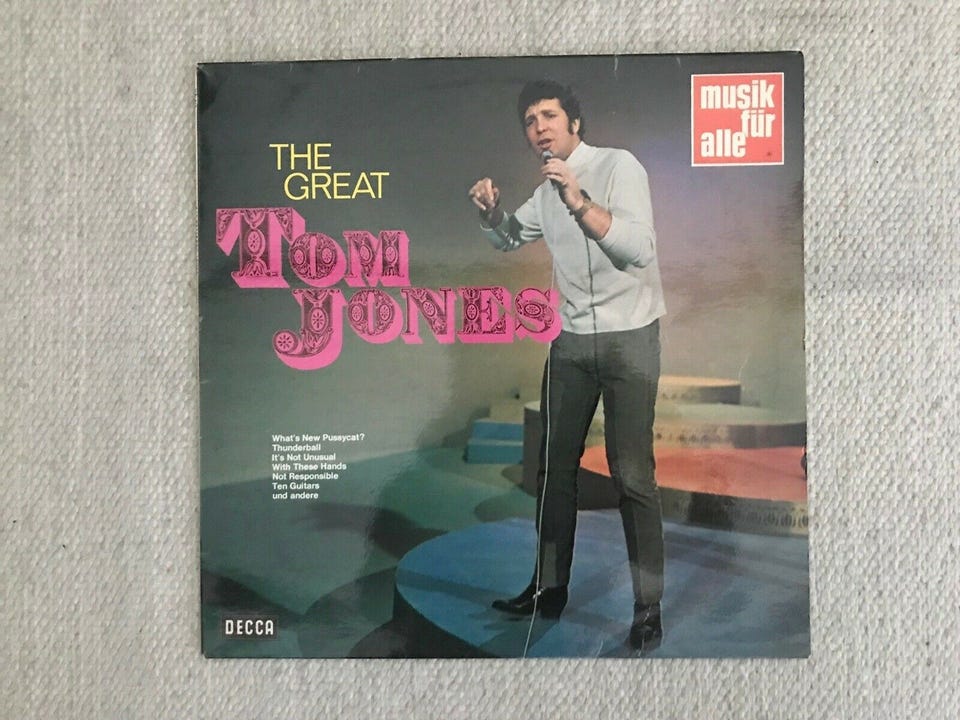 musik
für
alle
THE
GREAT
TOM
JONES
What's New Pussycat?
Thunderball
It's Not Unusual
With These Hands
Not Responsible
Ten Guitars
und andere
DECCA